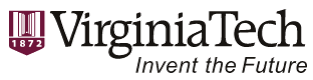 1872
VirginiaTech
Invent the Future